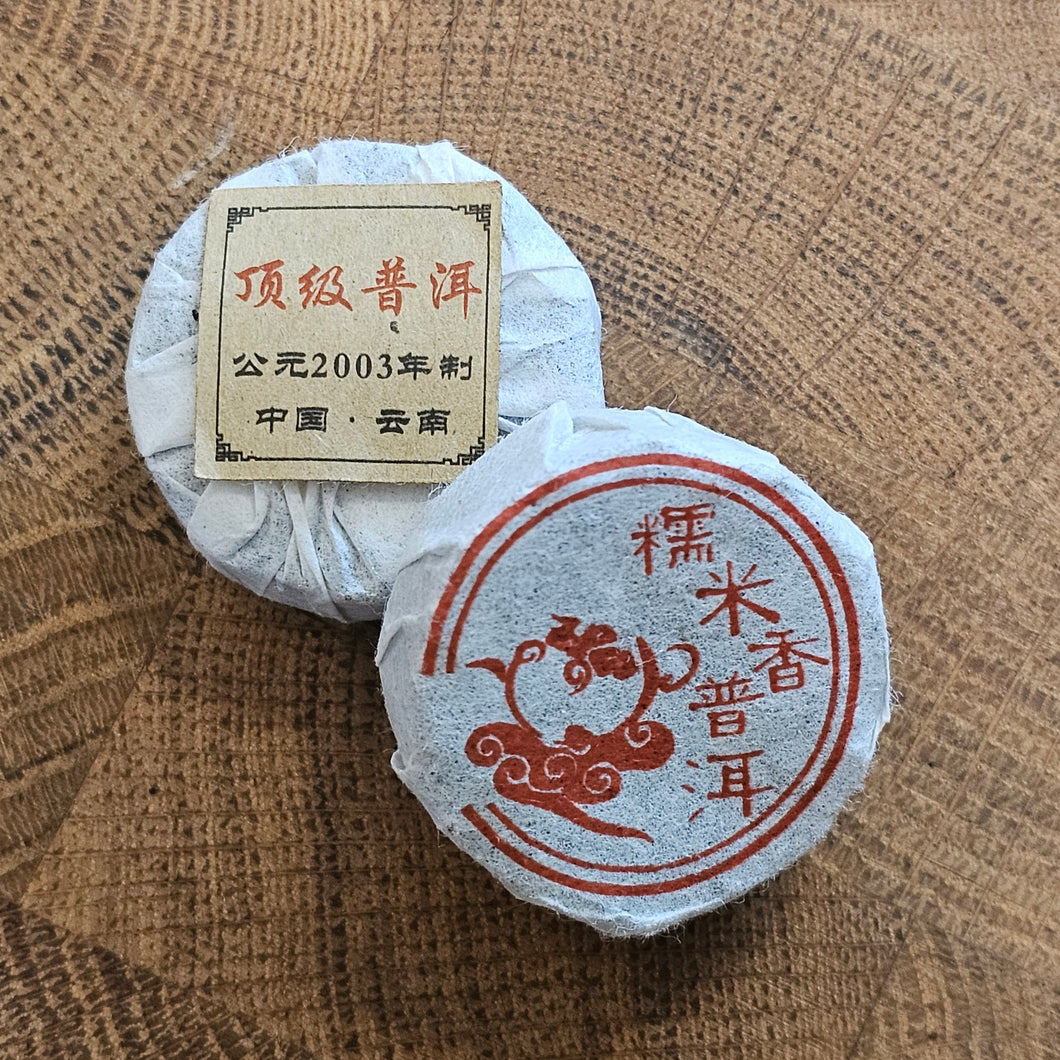 顶级普洱
公元2003年制
中国·云南
糯米香
普洱